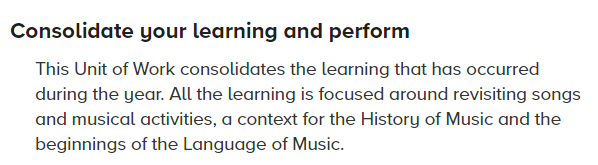 Consolidate your learning and perform
This Unit of Work consolidates the learning that has occurred
during the year. All the learning is focused around revisiting songs
and musical activities, a context for the History of Music and the
beginnings of the Language of Music.